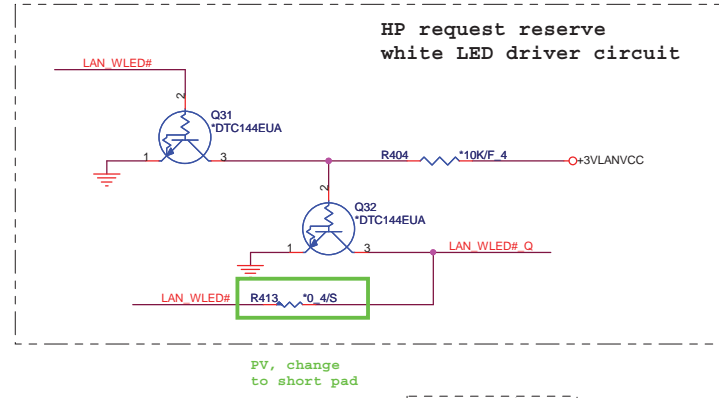 HP request reserve
white LED driver circuit
LAN_WLED#
2
Q31
*DTC144EUA
1
3
R404
*10K/F_4
+3VLANVCC
2
Q32
*DTC144EUA
1
3
LAN_WLED#_Q
LAN_WLED#
R413
*0_4/S
PV, change
to short pad